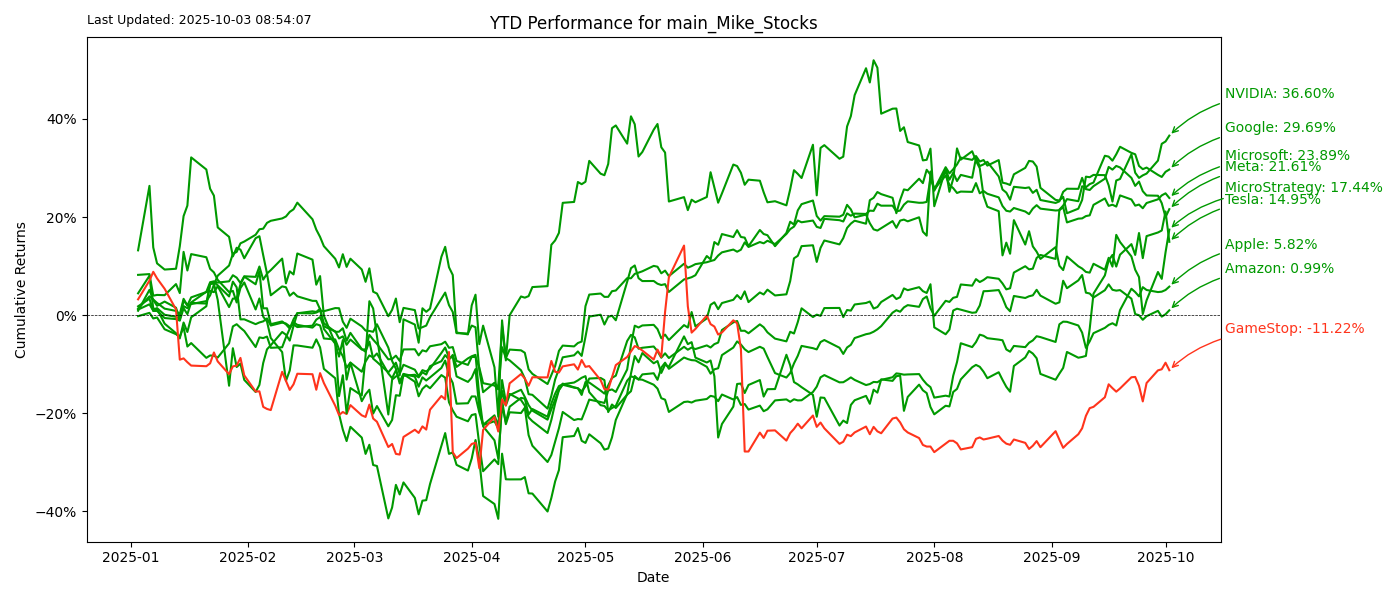 Last Updated: 2025-10-03 08:54:07
YTD Performance for main_Mike_Stocks
Cumulative Returns
40%
20%
0%
−20%
−40%
NVIDIA: 36.60%
Google: 29.69%
Microsoft: 23.89%
Meta: 21.61%
MicroStrategy: 17.44%
Tesla: 14.95%
Apple: 5.82%
Amazon: 0.99%
GameStop: -11.22%
2025-01 2025-02 2025-03 2025-04 2025-05 2025-06 2025-07 2025-08 2025-09 2025-10
Date